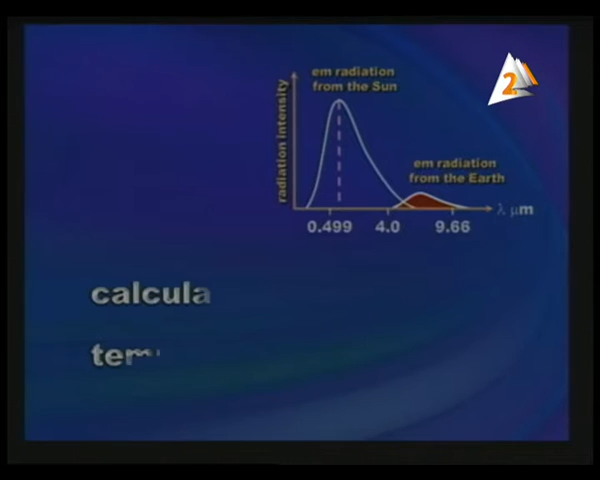 em radiation
from the Sun
2
radiation intensity
em radiation
from the Earth
λ μm
0.499 4.0 9.66
calcula